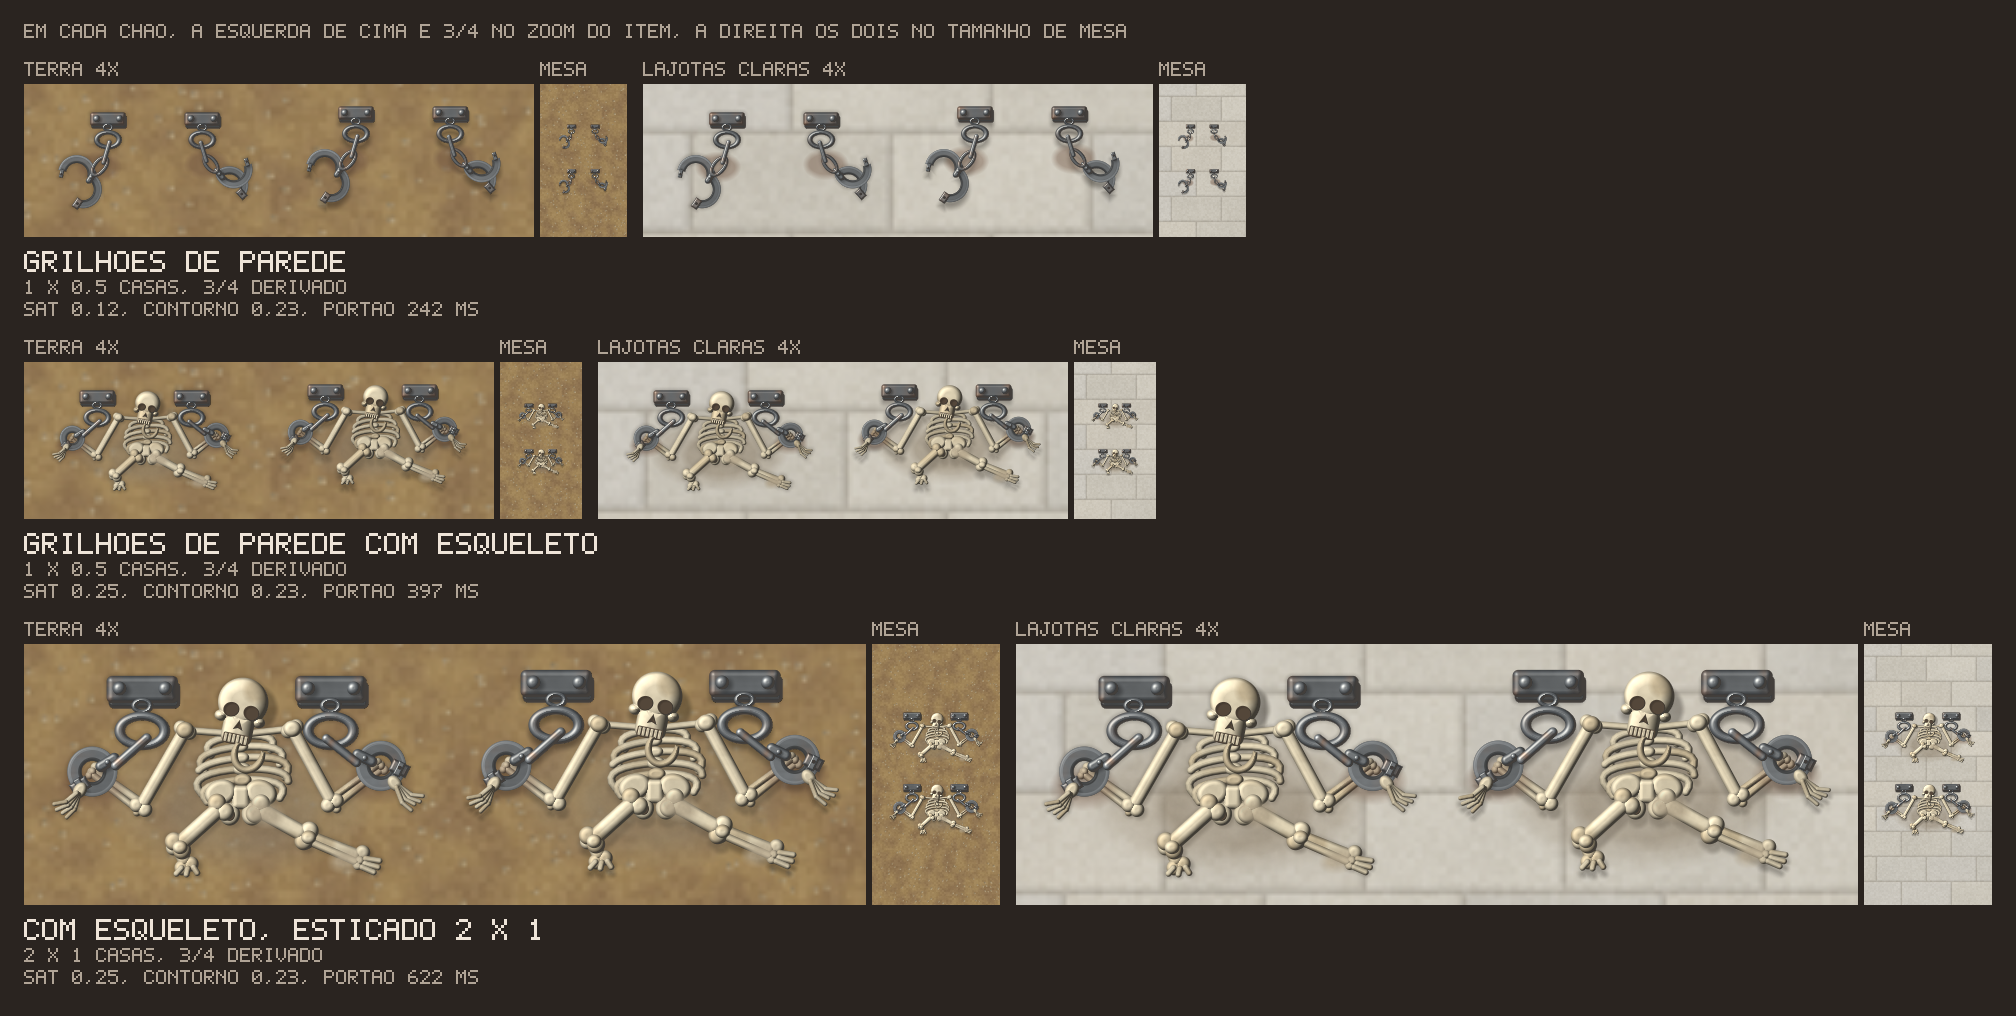 EM CADA CHAO, A ESQUERDA DE CIMA E 3/4 NO ZOOM DO ITEM, A DIREITA OS DOIS NO TAMANHO DE MESA
TERRA 4X MESA LAJOTAS CLARAS 4X MESA
GRILHOES DE PAREDE
1 X 0,5 CASAS, 3/4 DERIVADO
SAT 0,12, CONTORNO 0,23, PORTAO 242 MS
TERRA 4X MESA LAJOTAS CLARAS 4X MESA
GRILHOES DE PAREDE COM ESQUELETO
1 X 0,5 CASAS, 3/4 DERIVADO
SAT 0,25, CONTORNO 0,23, PORTAO 397 MS
TERRA 4X MESA LAJOTAS CLARAS 4X MESA
COM ESQUELETO, ESTICADO 2 X 1
2 X 1 CASAS, 3/4 DERIVADO
SAT 0,25, CONTORNO 0,23, PORTAO 622 MS